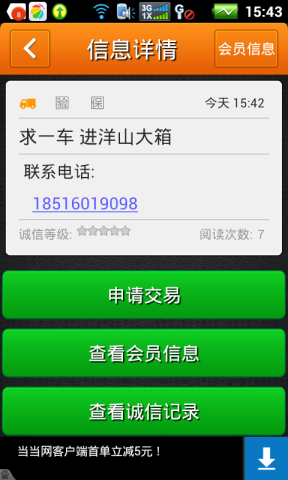 8
3G
1X
G
15:43
信息详情
会员信息
验 保
今天 15:42
求一车 进洋山大箱
联系电话:
18516019098
诚信等级:
阅读次数: 7
申请交易
查看会员信息
查看诚信记录
当当网客户端首单立减5元！